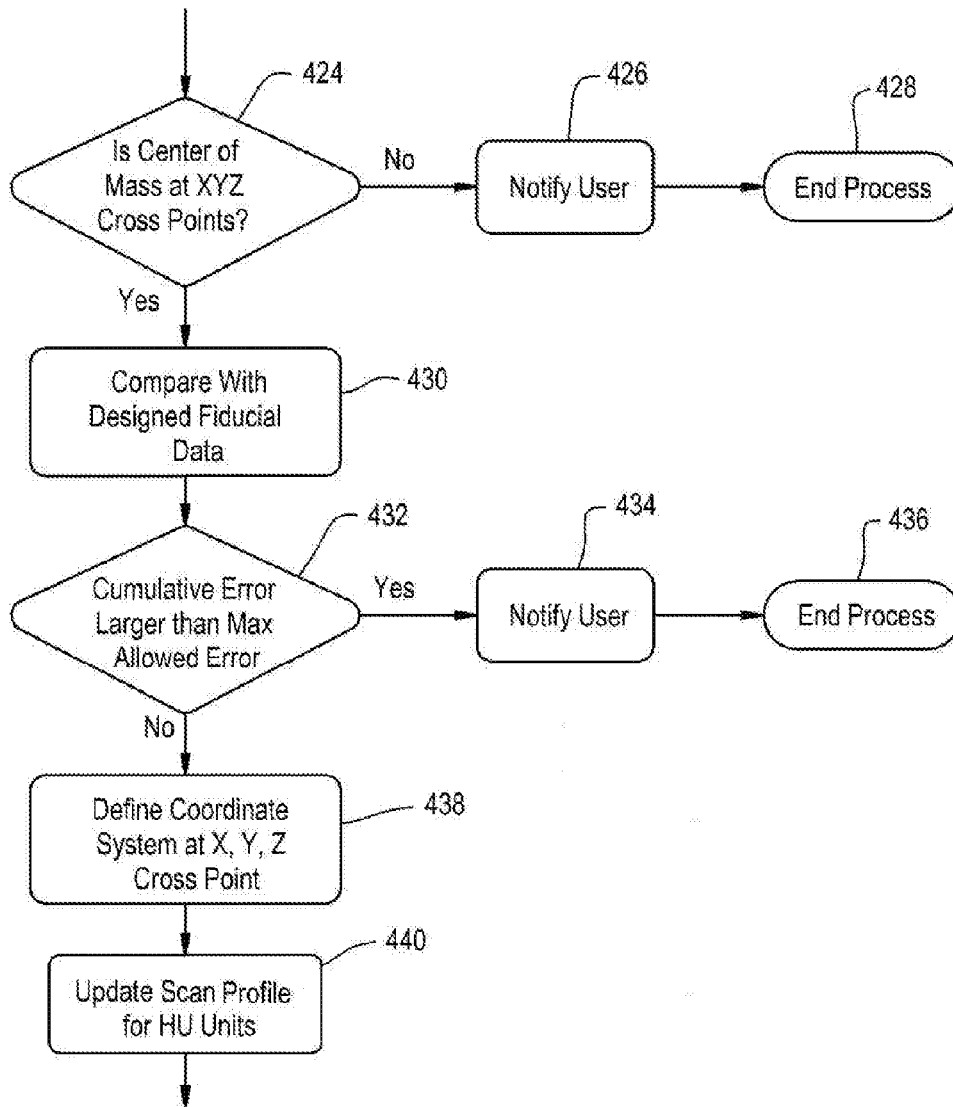 424
Is Center of
Mass at XYZ
Cross Points?
No
426
Notify User
428
End Process
Yes
Compare With
Designed Fiducial
Data
430
432
Cumulative Error
Larger than Max
Allowed Error
Yes
434
Notify User
436
End Process
No
Define Coordinate
System at X, Y, Z
Cross Point
438
440
Update Scan Profile
for HU Units